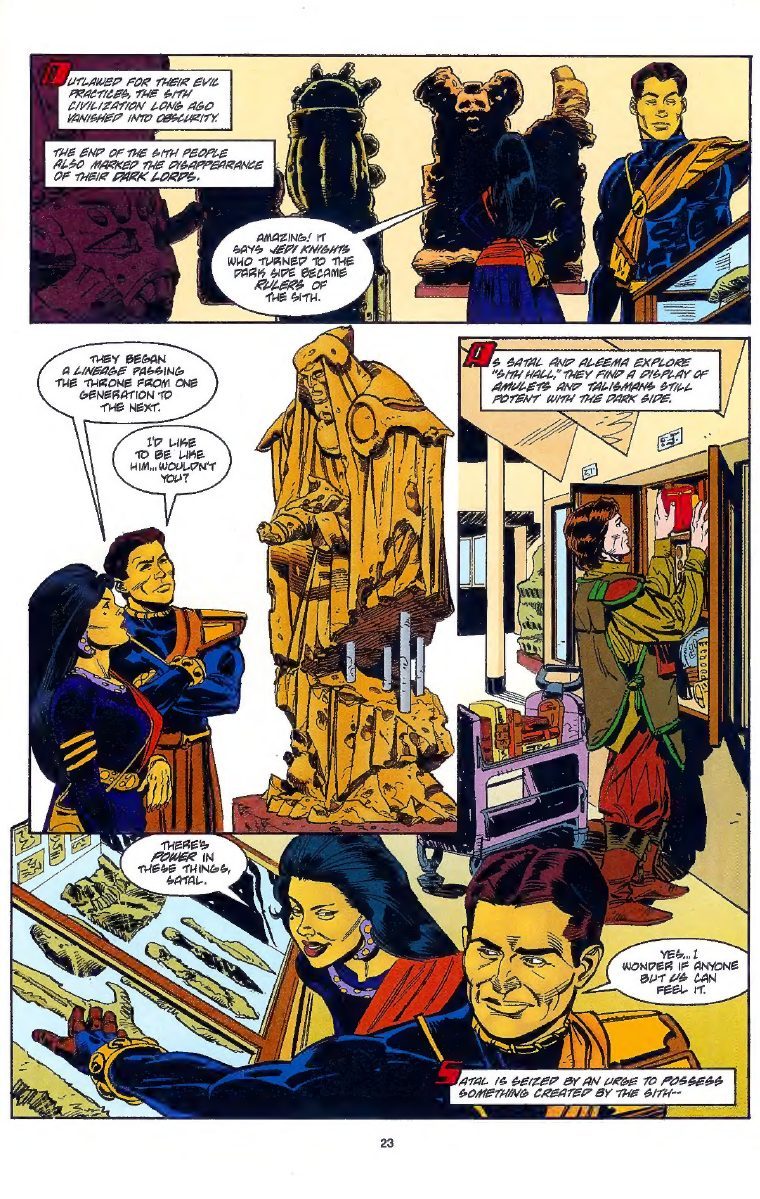 OUTLAWED FOR THEIR EVIL
PRACTICES, THE SITH
CIVILIZATION LONG AGO
VANISHED INTO OBSCURITY.
THE END OF THE SITH PEOPLE
ALSO MARKED THE DISAPPEARANCE
OF THEIR DARK LORDS.
AMAZING! IT
SAYS JEDI KNIGHTS
WHO TURNED TO THE
DARK SIDE BECAME
RULERS OF
THE SITH.
THEY BEGAN
A LINEAGE PASSING
THE THRONE FROM ONE
GENERATION TO
THE NEXT.
I'D LIKE
TO BE LIKE
HIM... WOULDN'T
YOU?
AS SATAL AND ALEEMA EXPLORE
"SITH HALL," THEY FIND A DISPLAY OF
AMULETS AND TALISMANS STILL
POTENT WITH THE DARK SIDE.
THERE'S
POWER IN
THESE THINGS,
SATAL.
YES... I
WONDER IF ANYONE
BUT US CAN
FEEL IT.
SATAL IS SEIZED BY AN URGE TO POSSESS
SOMETHING CREATED BY THE SITH--
23